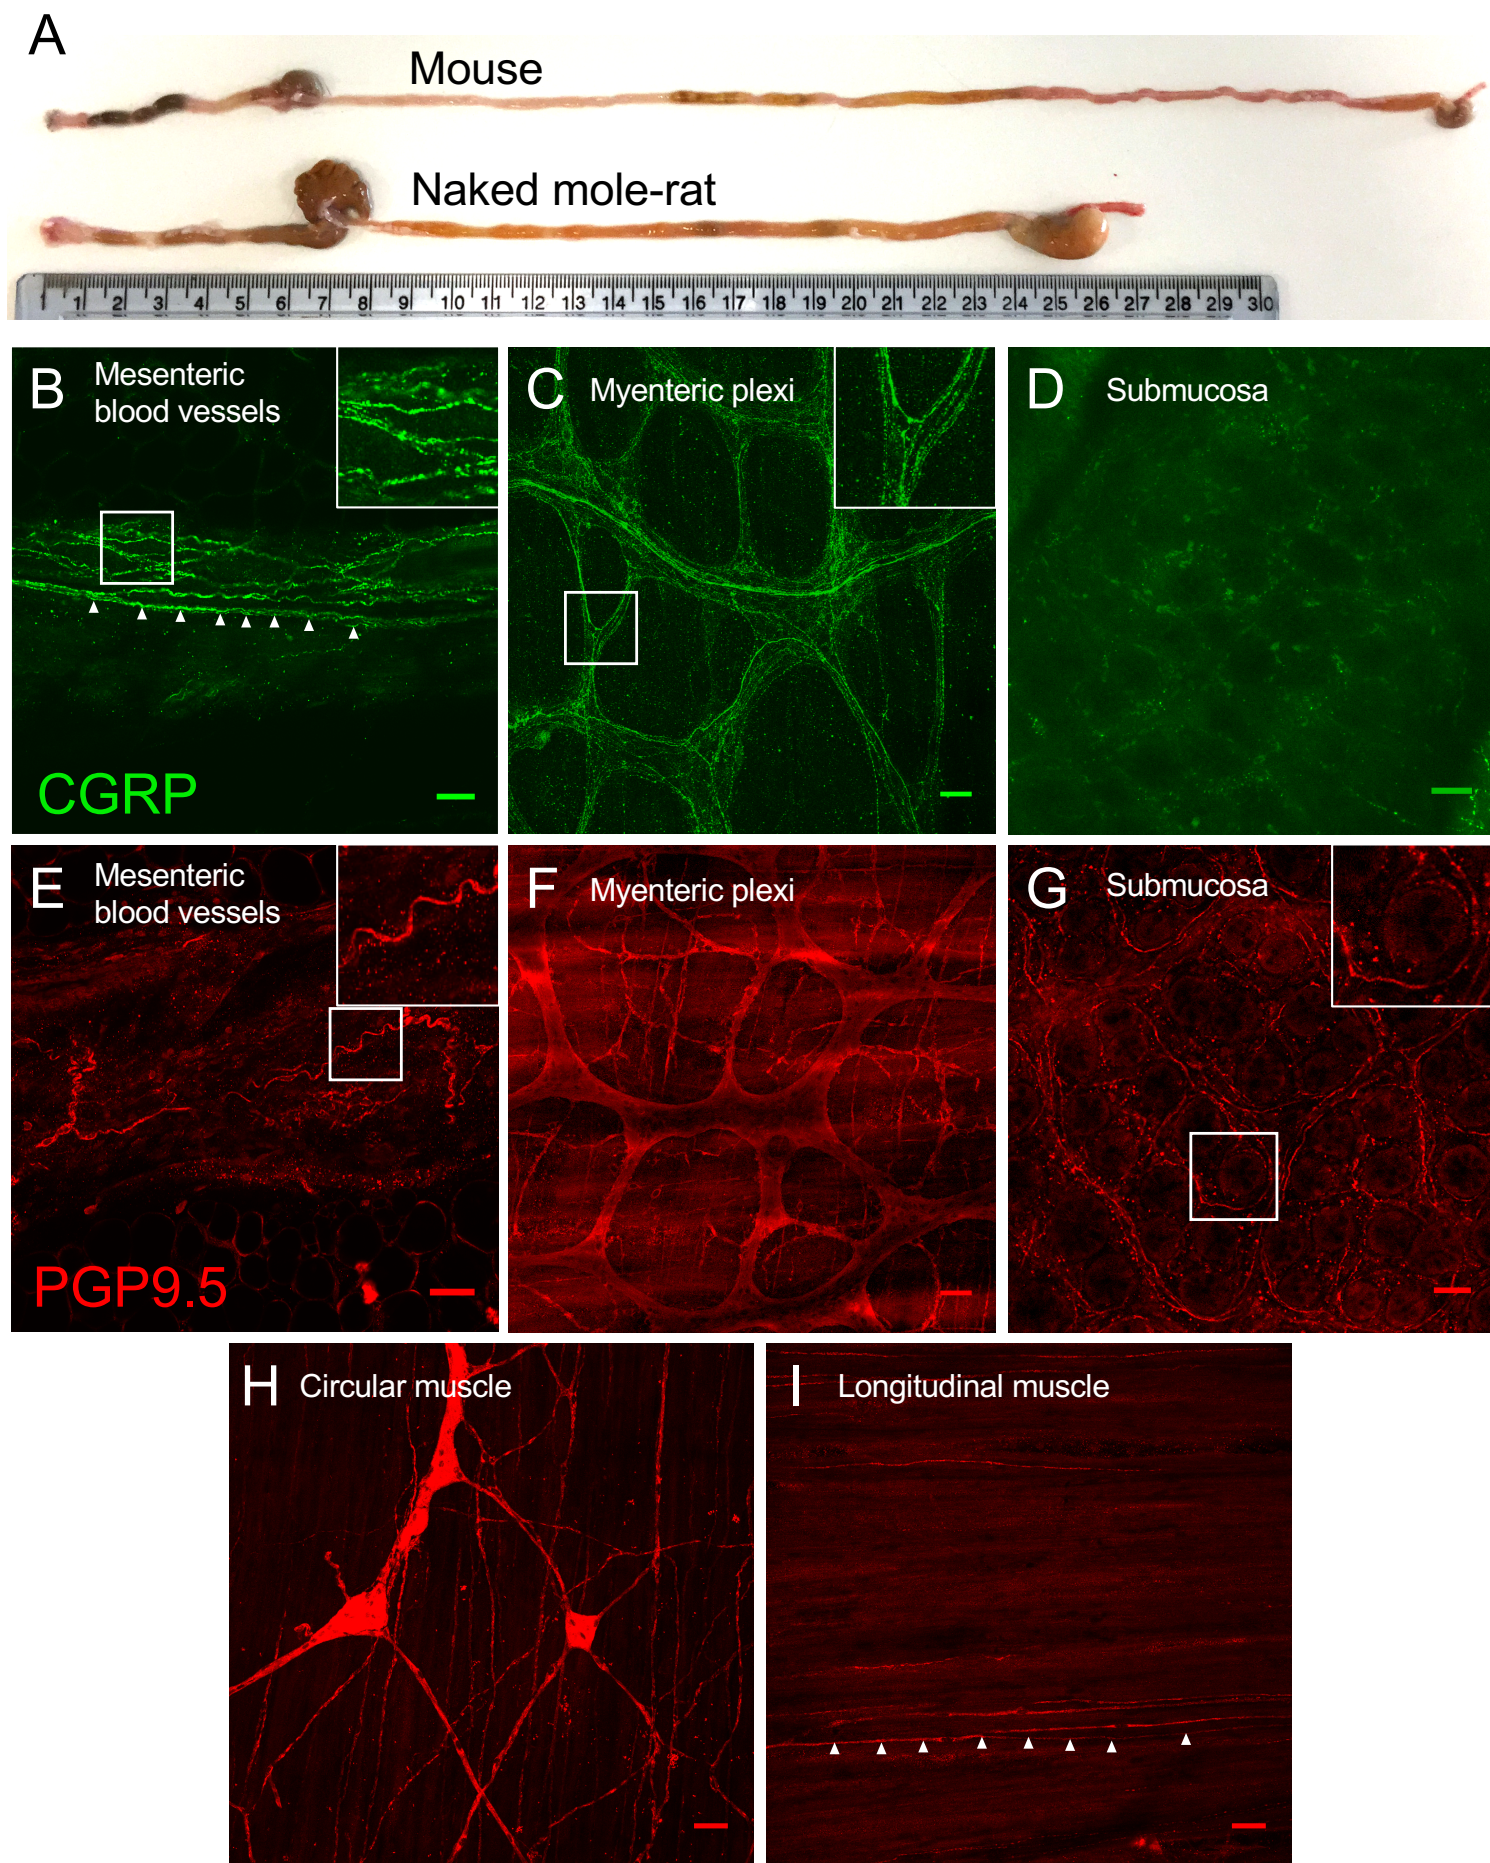 A
Mouse
Naked mole-rat
1 1 2 3 4 5 6 7 8 9 10 11 12 13 14 15 16 17 18 19 20 21 22 23 24 25 26 27 28 29 30
B
Mesenteric
blood vessels
CGRP
C
Myenteric plexi
D
Submucosa
E
Mesenteric
blood vessels
PGP9.5
F
Myenteric plexi
G
Submucosa
H
Circular muscle
I
Longitudinal muscle